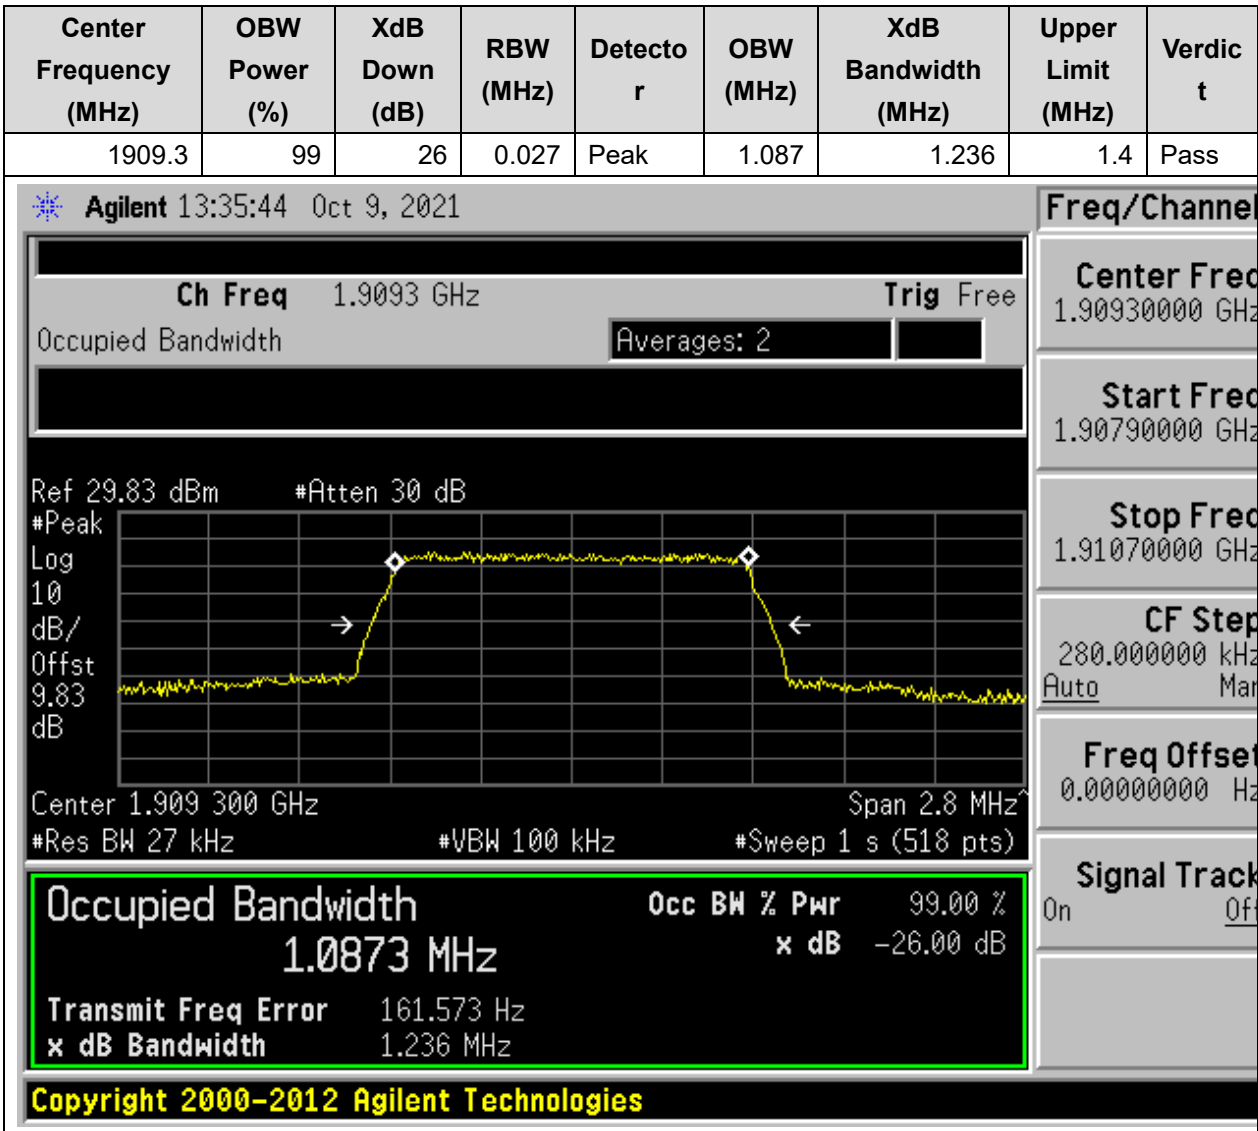 Center Frequency (MHz) OBW Power (%) XdB Down (dB) RBW (MHz) Detecto r OBW (MHz) XdB Bandwidth (MHz) Upper Limit (MHz) Verdic t
1909.3 99 26 0.027 Peak 1.087 1.236 1.4 Pass
Agilent 13:35:44 Oct 9, 2021
Ch Freq 1.9093 GHz Trig Free
Occupied Bandwidth Averages: 2
Ref 29.83 dBm #Atten 30 dB
#Peak
Log
10
dB/
Offst
9.83
dB
Center 1.909 300 GHz Span 2.8 MHz^
#Res BW 27 kHz #VBW 100 kHz #Sweep 1 s (518 pts)
Occupied Bandwidth Occ BW % Pwr 99.00 %
1.0873 MHz x dB -26.00 dB
Transmit Freq Error 161.573 Hz
x dB Bandwidth 1.236 MHz
Copyright 2000-2012 Agilent Technologies
Freq/Channel
Center Freq
1.90930000 GHz
Start Freq
1.90790000 GHz
Stop Freq
1.91070000 GHz
CF Step
280.000000 kHz
Auto Man
Freq Offset
0.00000000 Hz
Signal Track
On Off